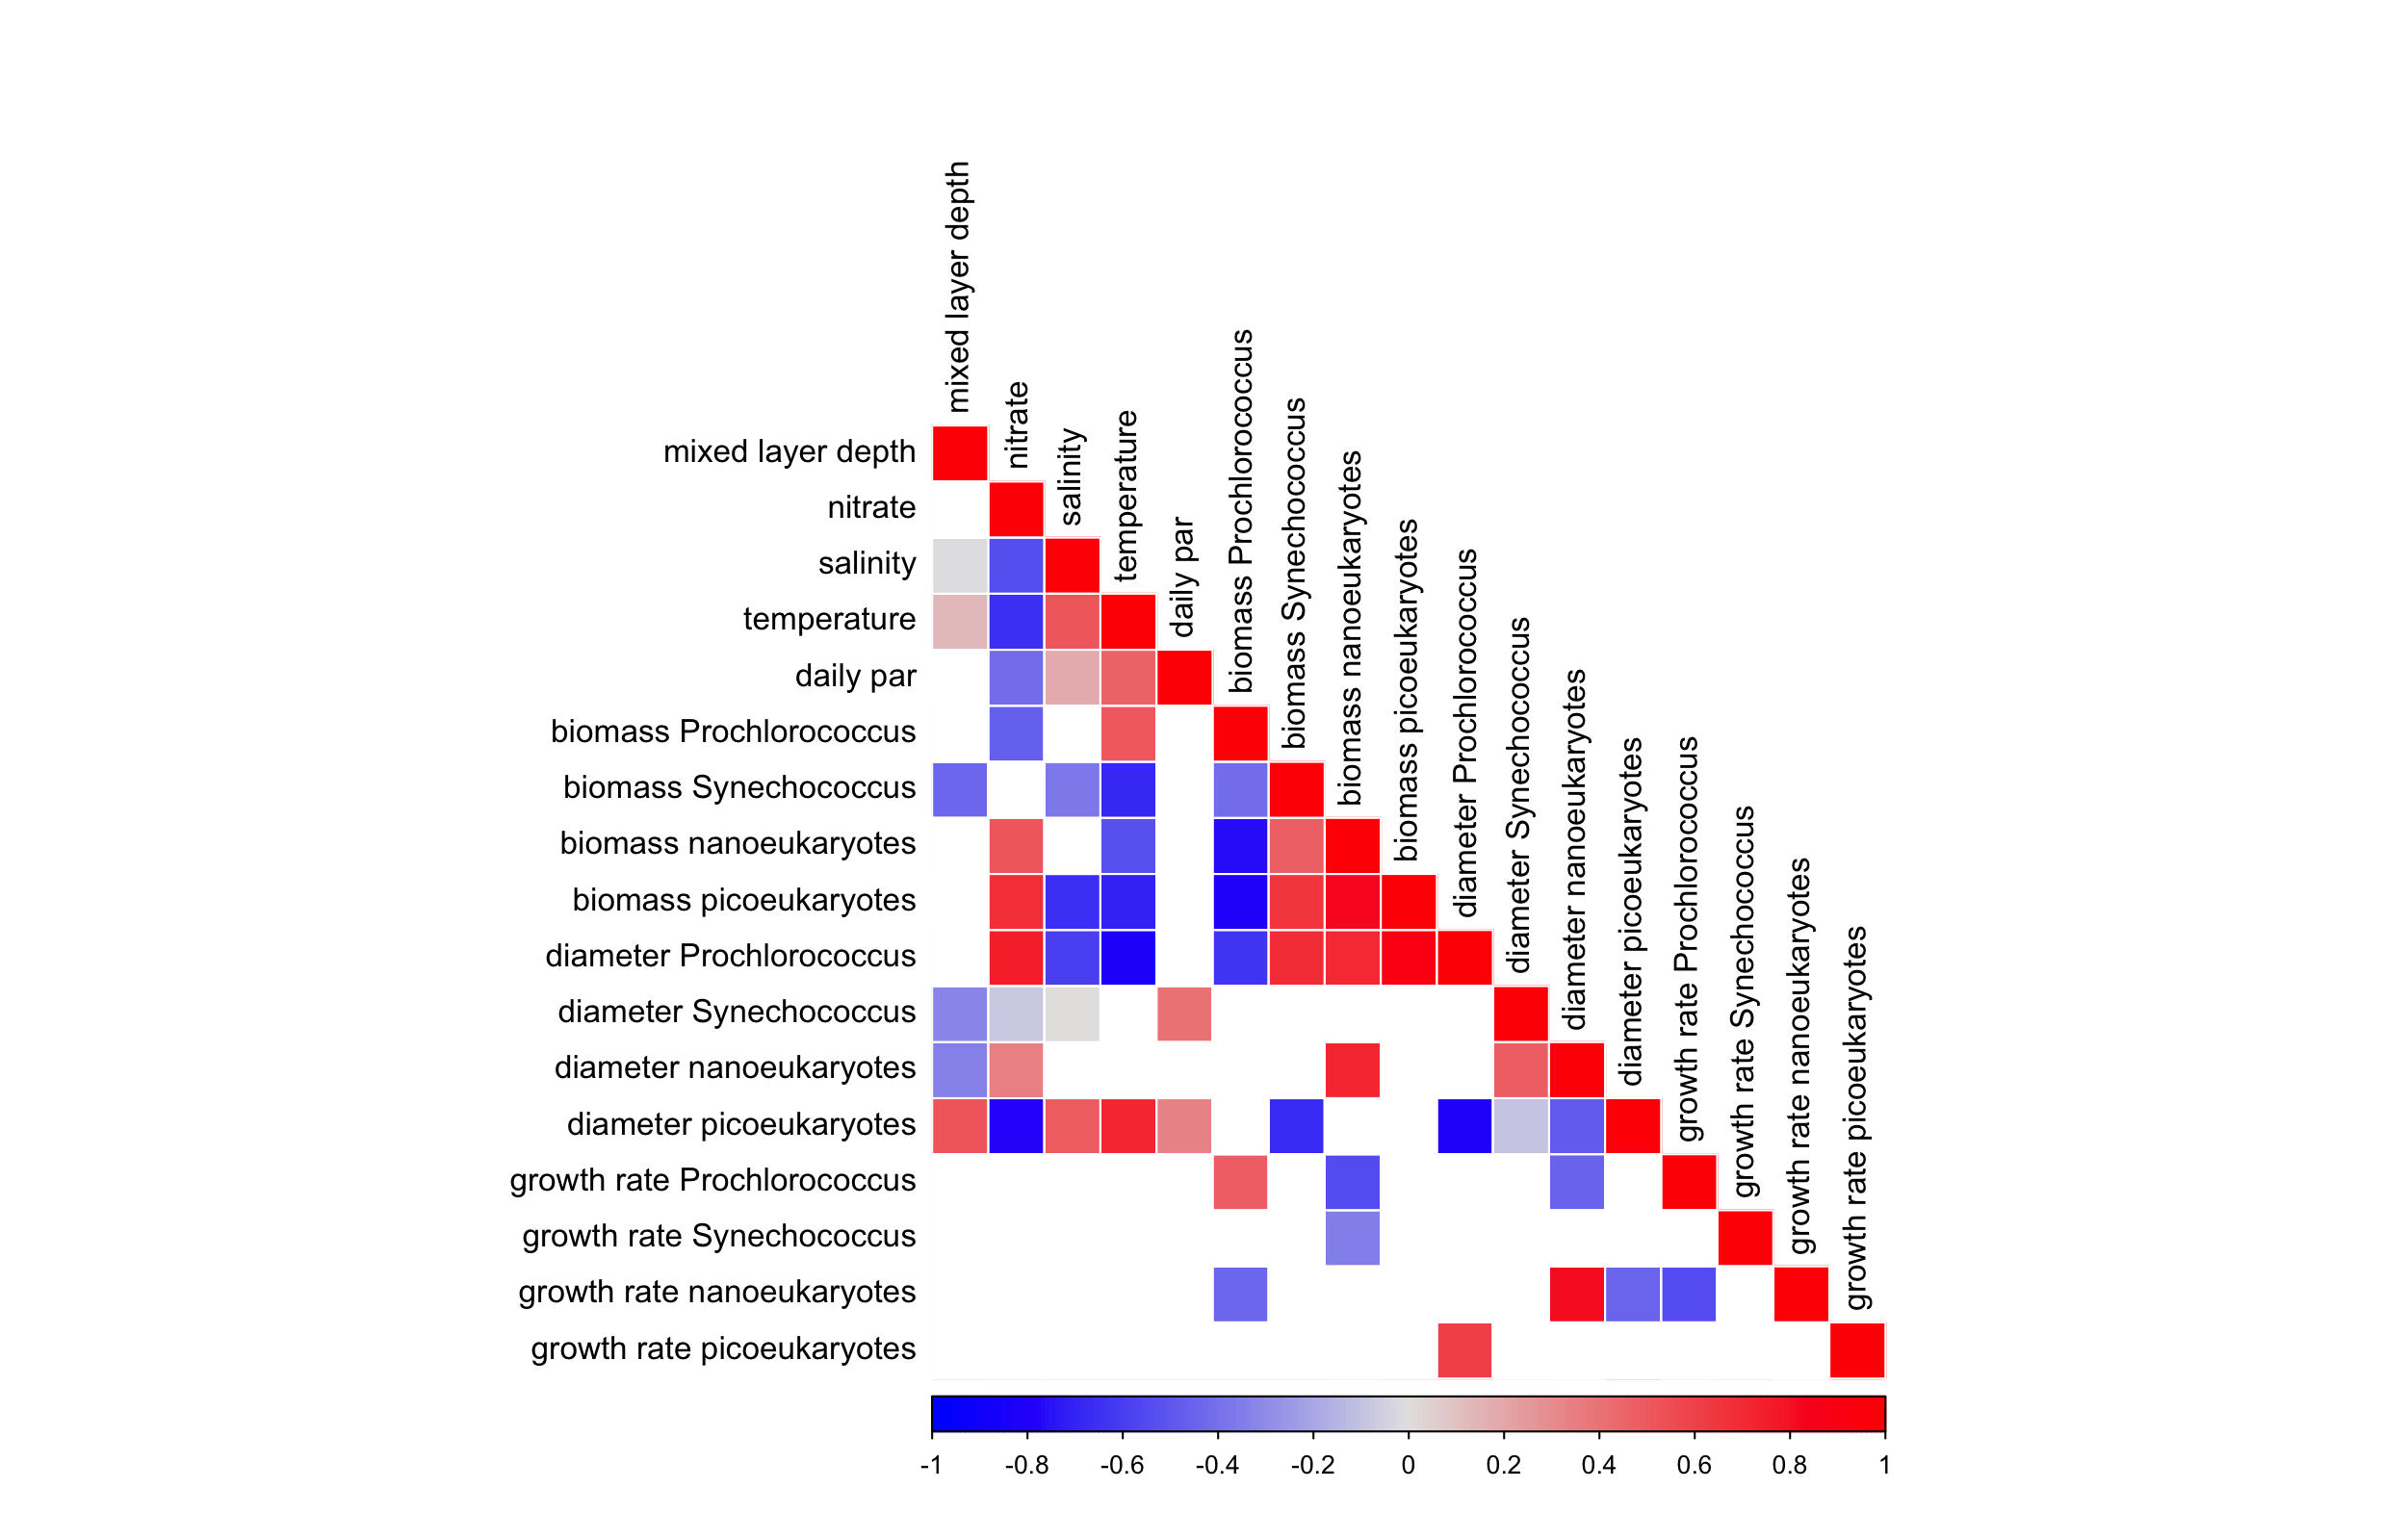 mixed layer depth
nitrate
salinity
temperature
daily par
biomass Prochlorococcus
biomass Synechococcus
biomass nanoeukaryotes
biomass picoeukaryotes
diameter Prochlorococcus
diameter Synechococcus
diameter nanoeukaryotes
diameter picoeukaryotes
growth rate Prochlorococcus
growth rate Synechococcus
growth rate nanoeukaryotes
growth rate picoeukaryotes
mixed layer depth
nitrate
salinity
temperature
daily par
biomass Prochlorococcus
biomass Synechococcus
biomass nanoeukaryotes
biomass picoeukaryotes
diameter Prochlorococcus
diameter Synechococcus
diameter nanoeukaryotes
diameter picoeukaryotes
growth rate Prochlorococcus
growth rate Synechococcus
growth rate nanoeukaryotes
growth rate picoeukaryotes
-1 -0.8 -0.6 -0.4 -0.2 0 0.2 0.4 0.6 0.8 1